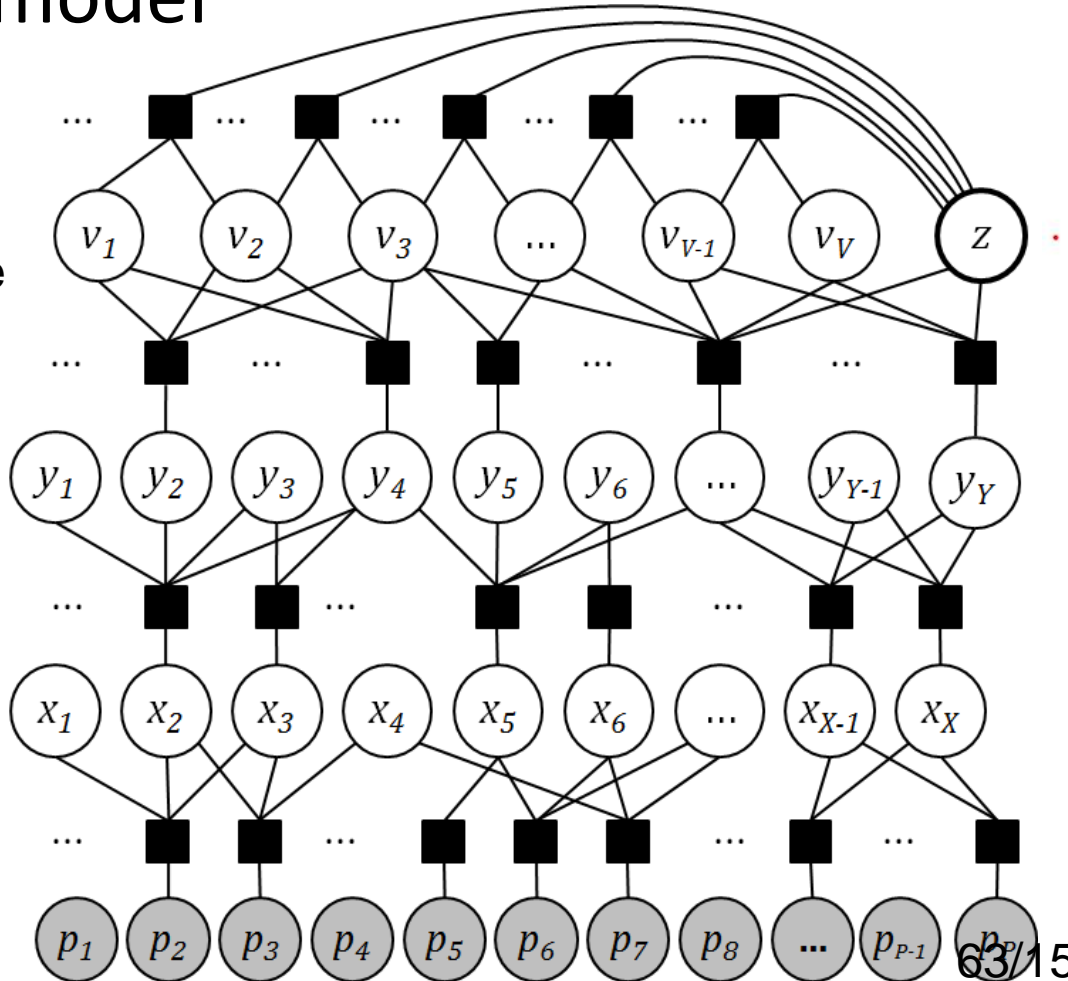 model
... ... ... ... ...
v1 v2 v3 ... vV-1 vV z
e
... ... ... ...
y1 y2 y3 y4 y5 y6 ... yY-1 yY
... ... ...
x1 x2 x3 x4 x5 x6 ... xX-1 xX
... ... ... ...
p1 p2 p3 p4 p5 p6 p7 p8 ... pP-1 pP
63/15